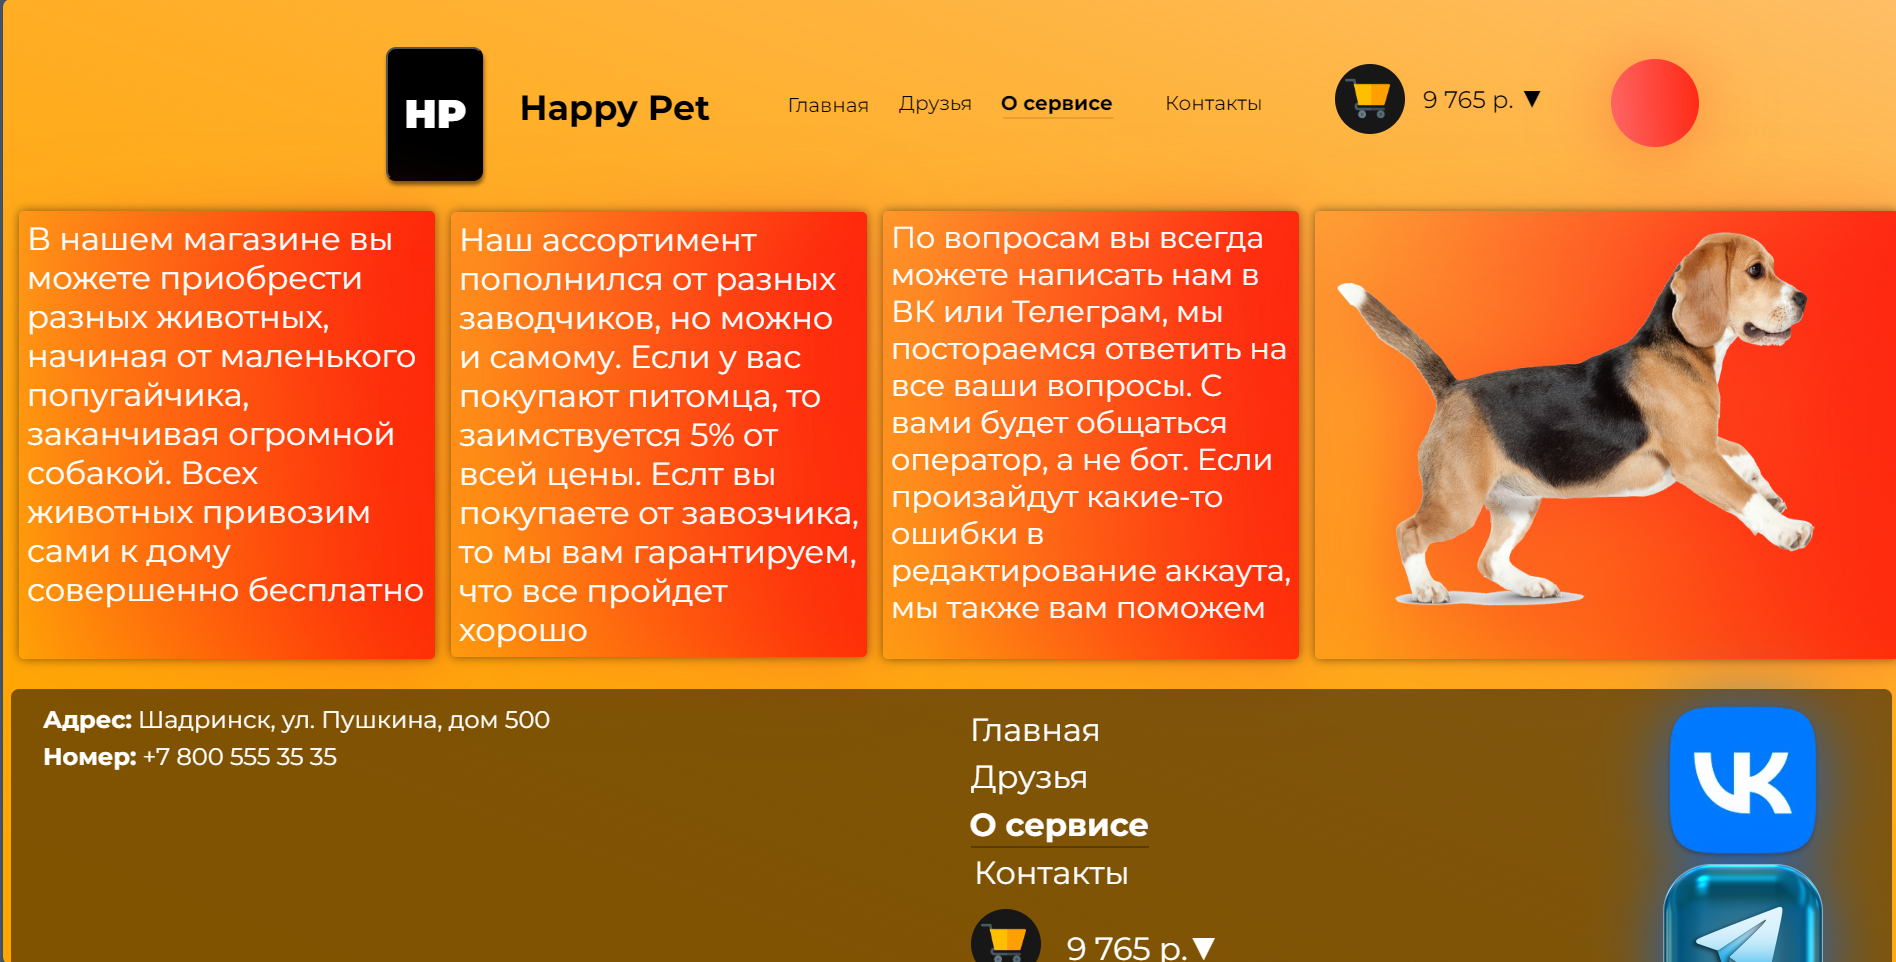 HP
Happy Pet
Главная
Друзья
О сервисе
Контакты
9 765 р. ▼
В нашем магазине вы
можете приобрести
разных животных,
начиная от маленького
попугайчика,
заканчивая огромной
собакой. Всех
животных привозим
сами к дому
совершенно бесплатно
Наш ассортимент
пополнился от разных
заводчиков, но можно
и самому. Если у вас
покупают питомца, то
заимствуется 5% от
всей цены. Еслт вы
покупаете от завозчика,
то мы вам гарантируем,
что все пройдет
хорошо
По вопросам вы всегда
можете написать нам в
ВК или Телеграм, мы
постораемся ответить на
все ваши вопросы. С
вами будет общаться
оператор, а не бот. Если
произайдут какие-то
ошибки в
редактирование аккаута,
мы также вам поможем
Адрес: Шадринск, ул. Пушкина, дом 500
Номер: +7 800 555 35 35
Главная
Друзья
О сервисе
Контакты
9 765 р.▼
VK